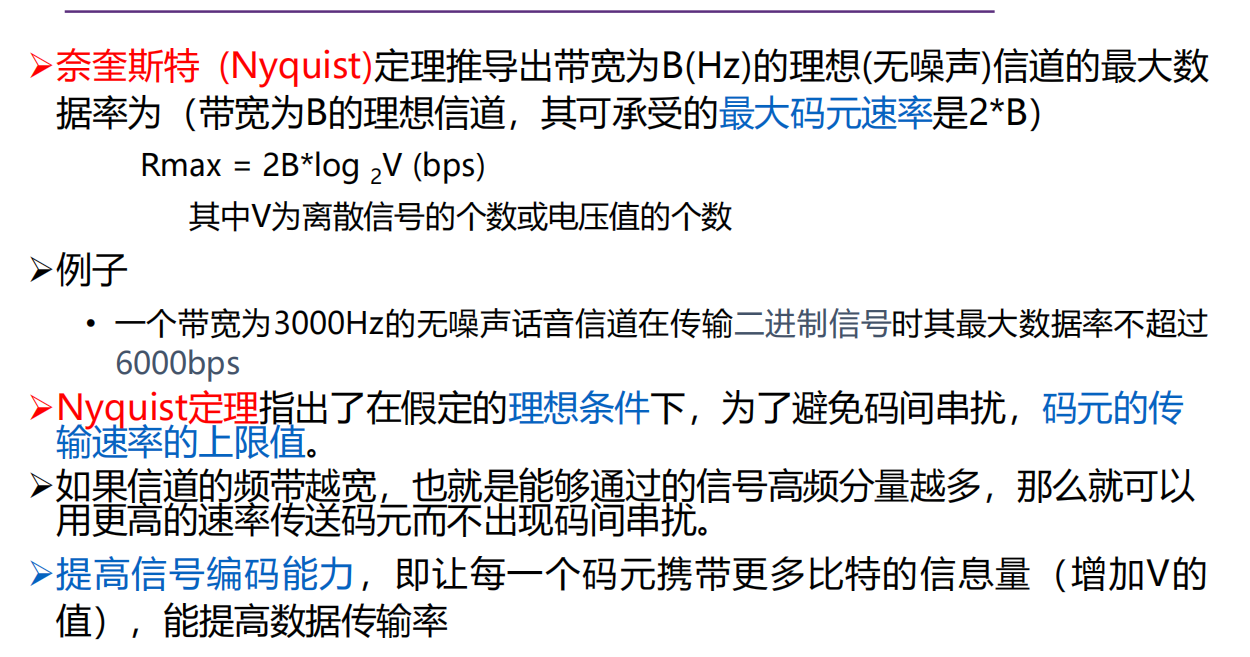 ➢奈奎斯特 (Nyquist)定理推导出带宽为B(Hz)的理想(无噪声)信道的最大数
据率为（带宽为B的理想信道，其可承受的最大码元速率是2*B）
Rmax = 2B*log 2V (bps)
其中V为离散信号的个数或电压值的个数
➢例子
• 一个带宽为3000Hz的无噪声话音信道在传输二进制信号时其最大数据率不超过
6000bps
➢Nyquist定理指出了在假定的理想条件下，为了避免码间串扰，码元的传
输速率的上限值。
➢如果信道的频带越宽，也就是能够通过的信号高频分量越多，那么就可以
用更高的速率传送码元而不出现码间串扰。
➢提高信号编码能力，即让每一个码元携带更多比特的信息量（增加V的
值），能提高数据传输率